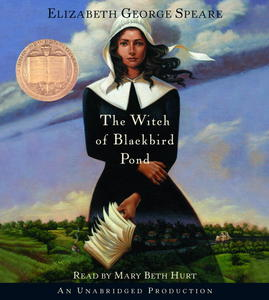 ELIZABETH GEORGE SPEARE
The Witch
of Blackbird
Pond
READ BY MARY BETH HURT
AN UNABRIDGED PRODUCTION